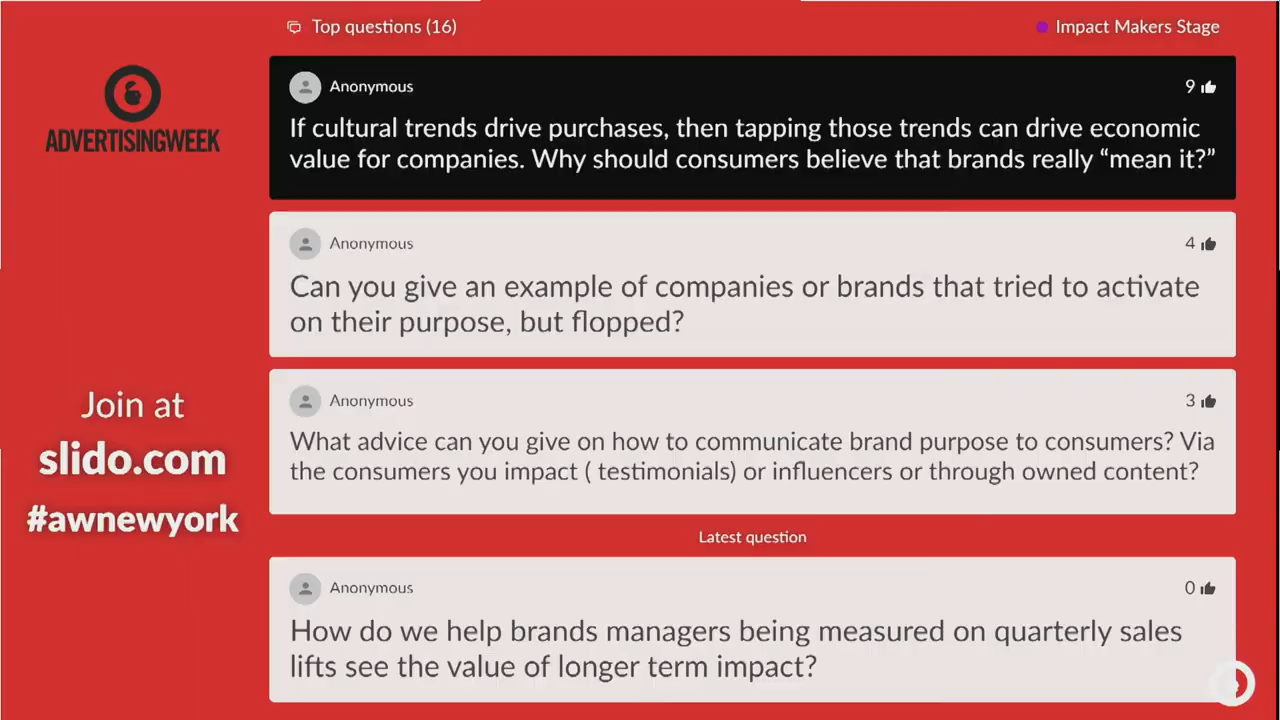 Top questions (16)
Impact Makers Stage
ADVERTISINGWEEK
Anonymous
9
If cultural trends drive purchases, then tapping those trends can drive economic
value for companies. Why should consumers believe that brands really “mean it?”
Anonymous
4
Can you give an example of companies or brands that tried to activate
on their purpose, but flopped?
Anonymous
3
What advice can you give on how to communicate brand purpose to consumers? Via
the consumers you impact ( testimonials) or influencers or through owned content?
Join at
slido.com
#awnewyork
Latest question
Anonymous
0
How do we help brands managers being measured on quarterly sales
lifts see the value of longer term impact?